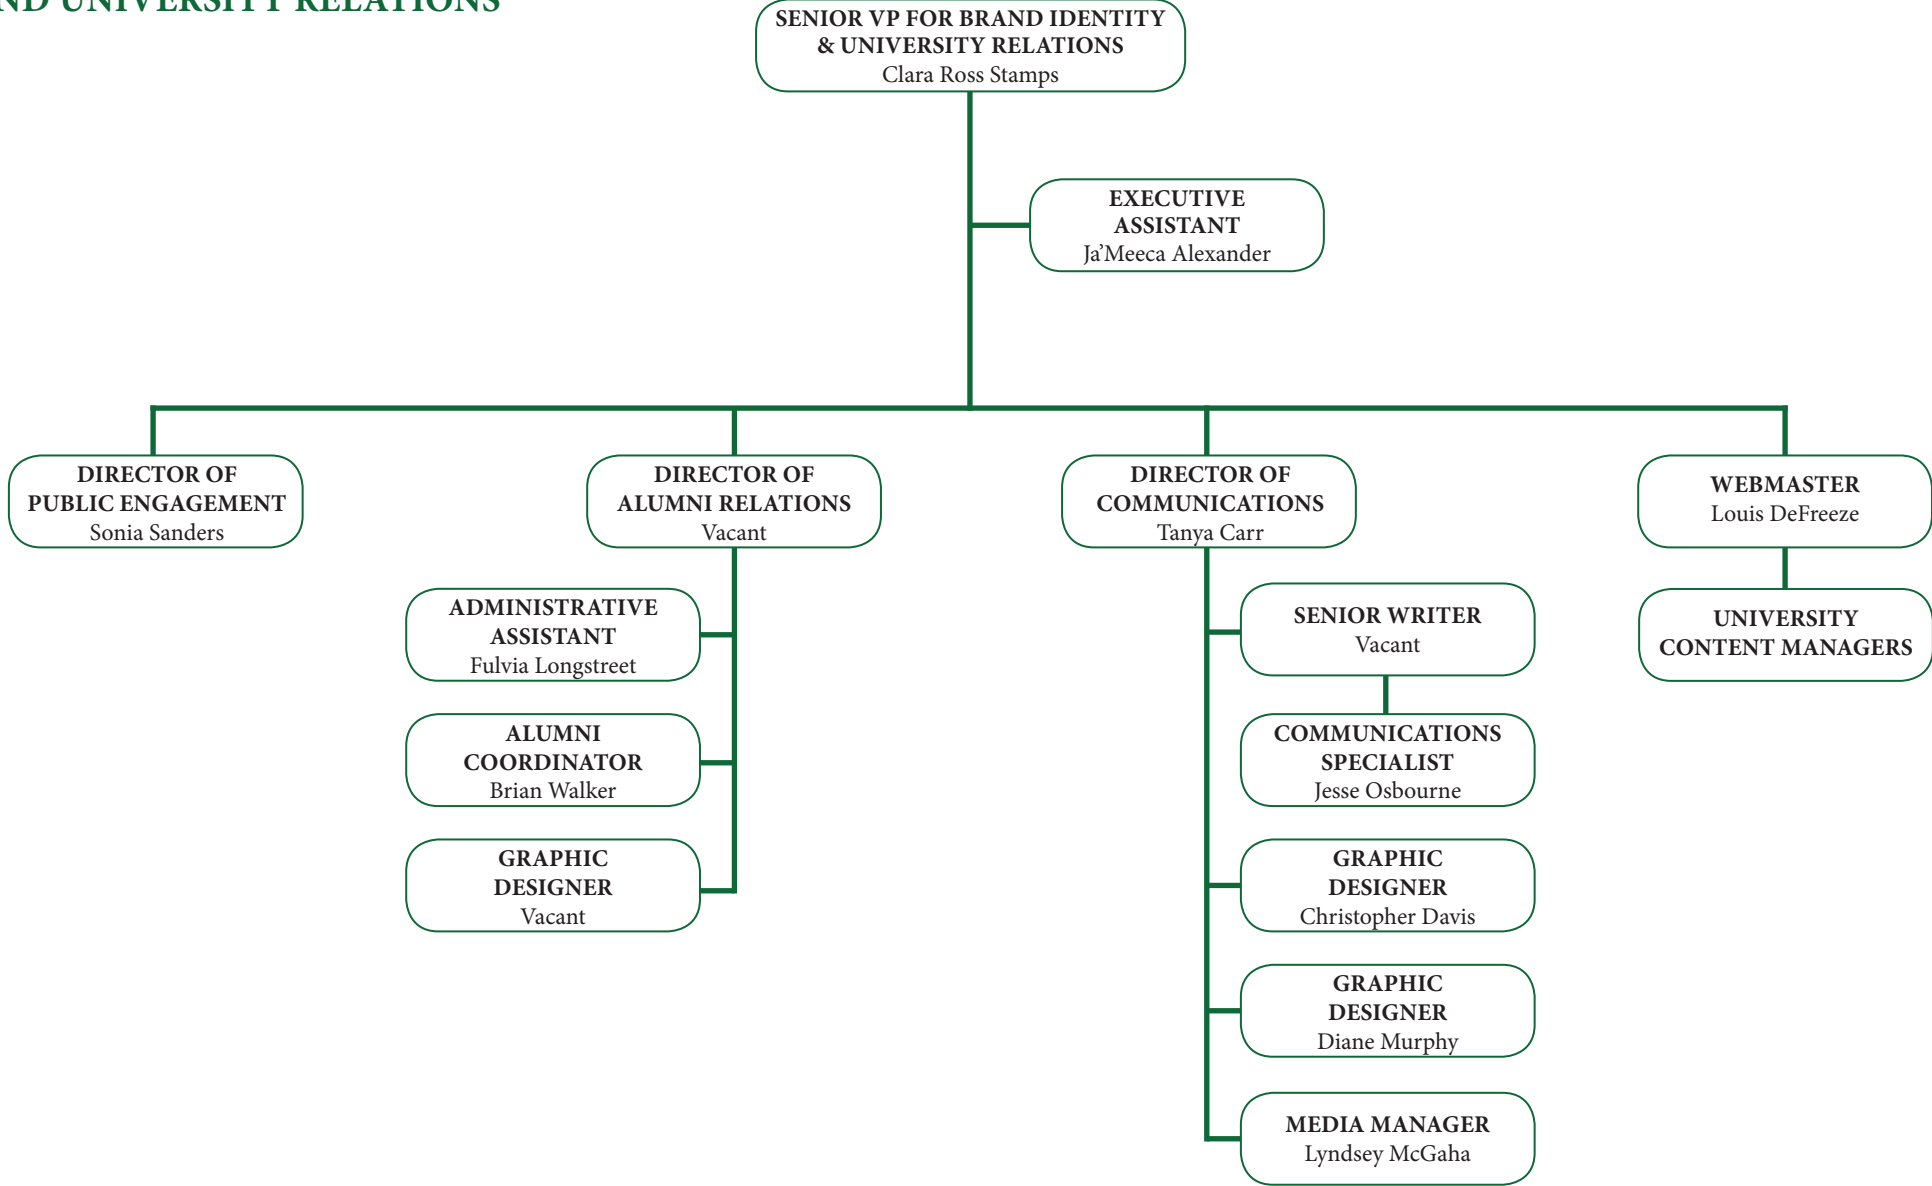 UNIVERSITY RELATIONS
SENIOR VP FOR BRAND IDENTITY
& UNIVERSITY RELATIONS
Clara Ross Stamps
EXECUTIVE
ASSISTANT
Ja’Meeca Alexander
DIRECTOR OF
PUBLIC ENGAGEMENT
Sonia Sanders
DIRECTOR OF
ALUMNI RELATIONS
Vacant
ADMINISTRATIVE
ASSISTANT
Fulvia Longstreet
ALUMNI
COORDINATOR
Brian Walker
GRAPHIC
DESIGNER
Vacant
DIRECTOR OF
COMMUNICATIONS
Tanya Carr
SENIOR WRITER
Vacant
COMMUNICATIONS
SPECIALIST
Jesse Osbourne
GRAPHIC
DESIGNER
Christopher Davis
GRAPHIC
DESIGNER
Diane Murphy
MEDIA MANAGER
Lyndsey McGaha
WEBMASTER
Louis DeFreeze
UNIVERSITY
CONTENT MANAGERS